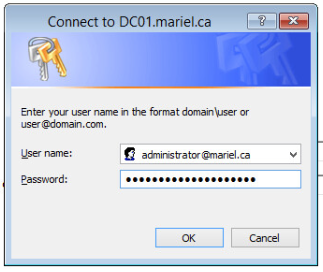 Connect to DC01.mariel.ca
Enter your user name in the format domain\user or
user@domain.com.
User name:
administrator@mariel.ca
Password:
••••••••••••••••••••
OK
Cancel